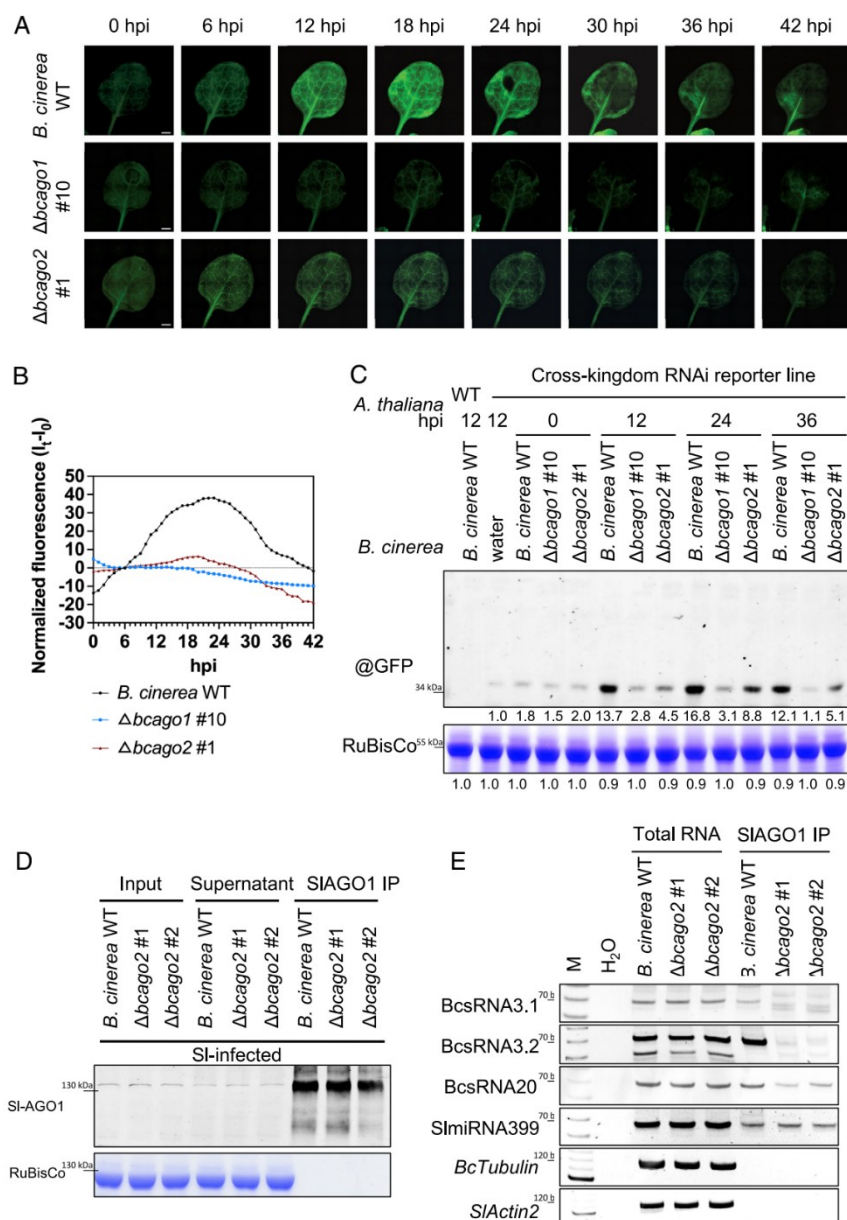 A
0 hpi 6 hpi 12 hpi 18 hpi 24 hpi 30 hpi 36 hpi 42 hpi
B. cinerea WT
Δbcago1 #10
Δbcago2 #1
B
Normalized fluorescence (It-I0)
50
40
30
20
10
0
-10
-20
-30
0 6 12 18 24 30 36 42
hpi
B. cinerea WT
Δbcago1 #10
Δbcago2 #1
C
Cross-kingdom RNAi reporter line
A. thaliana WT
hpi 12 12 0 12 24 36
B. cinerea B. cinerea WT water B. cinerea WT Δbcago1 #10 Δbcago2 #1 B. cinerea WT Δbcago1 #10 Δbcago2 #1 B. cinerea WT Δbcago1 #10 Δbcago2 #1 B. cinerea WT Δbcago1 #10 Δbcago2 #1
@GFP
34 kDa
1.0 1.8 1.5 2.0 13.7 2.8 4.5 16.8 3.1 8.8 12.1 1.1 5.1
RuBisCo 55 kDa
1.0 1.0 1.0 1.0 1.0 0.9 1.0 0.9 0.9 1.0 0.9 0.9 1.0 0.9
D
Input Supernatant SlAGO1 IP
B. cinerea WT Δbcago2 #1 Δbcago2 #2 B. cinerea WT Δbcago2 #1 Δbcago2 #2 B. cinerea WT Δbcago2 #1 Δbcago2 #2
Sl-infected
130 kDa
Sl-AGO1
130 kDa
RuBisCo
E
Total RNA SlAGO1 IP
M H2O B. cinerea WT Δbcago2 #1 Δbcago2 #2 B. cinerea WT Δbcago2 #1 Δbcago2 #2
BcsRNA3.1 70 b
BcsRNA3.2 70 b
BcsRNA20 70 b
SlmiRNA399 70 b
BcTubulin 120 b
SlActin2 120 b